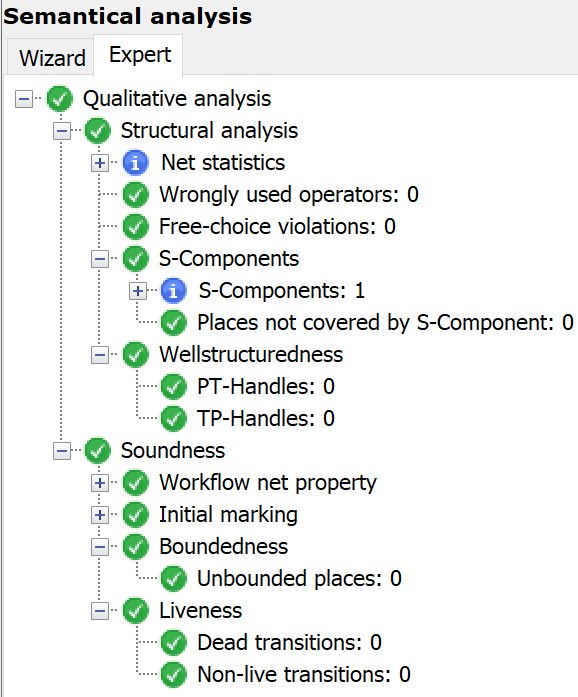 Semantical analysis
Wizard Expert
Qualitative analysis
Structural analysis
Net statistics
Wrongly used operators: 0
Free-choice violations: 0
S-Components
S-Components: 1
Places not covered by S-Component: 0
Wellstructuredness
PT-Handles: 0
TP-Handles: 0
Soundness
Workflow net property
Initial marking
Boundedness
Unbounded places: 0
Liveness
Dead transitions: 0
Non-live transitions: 0